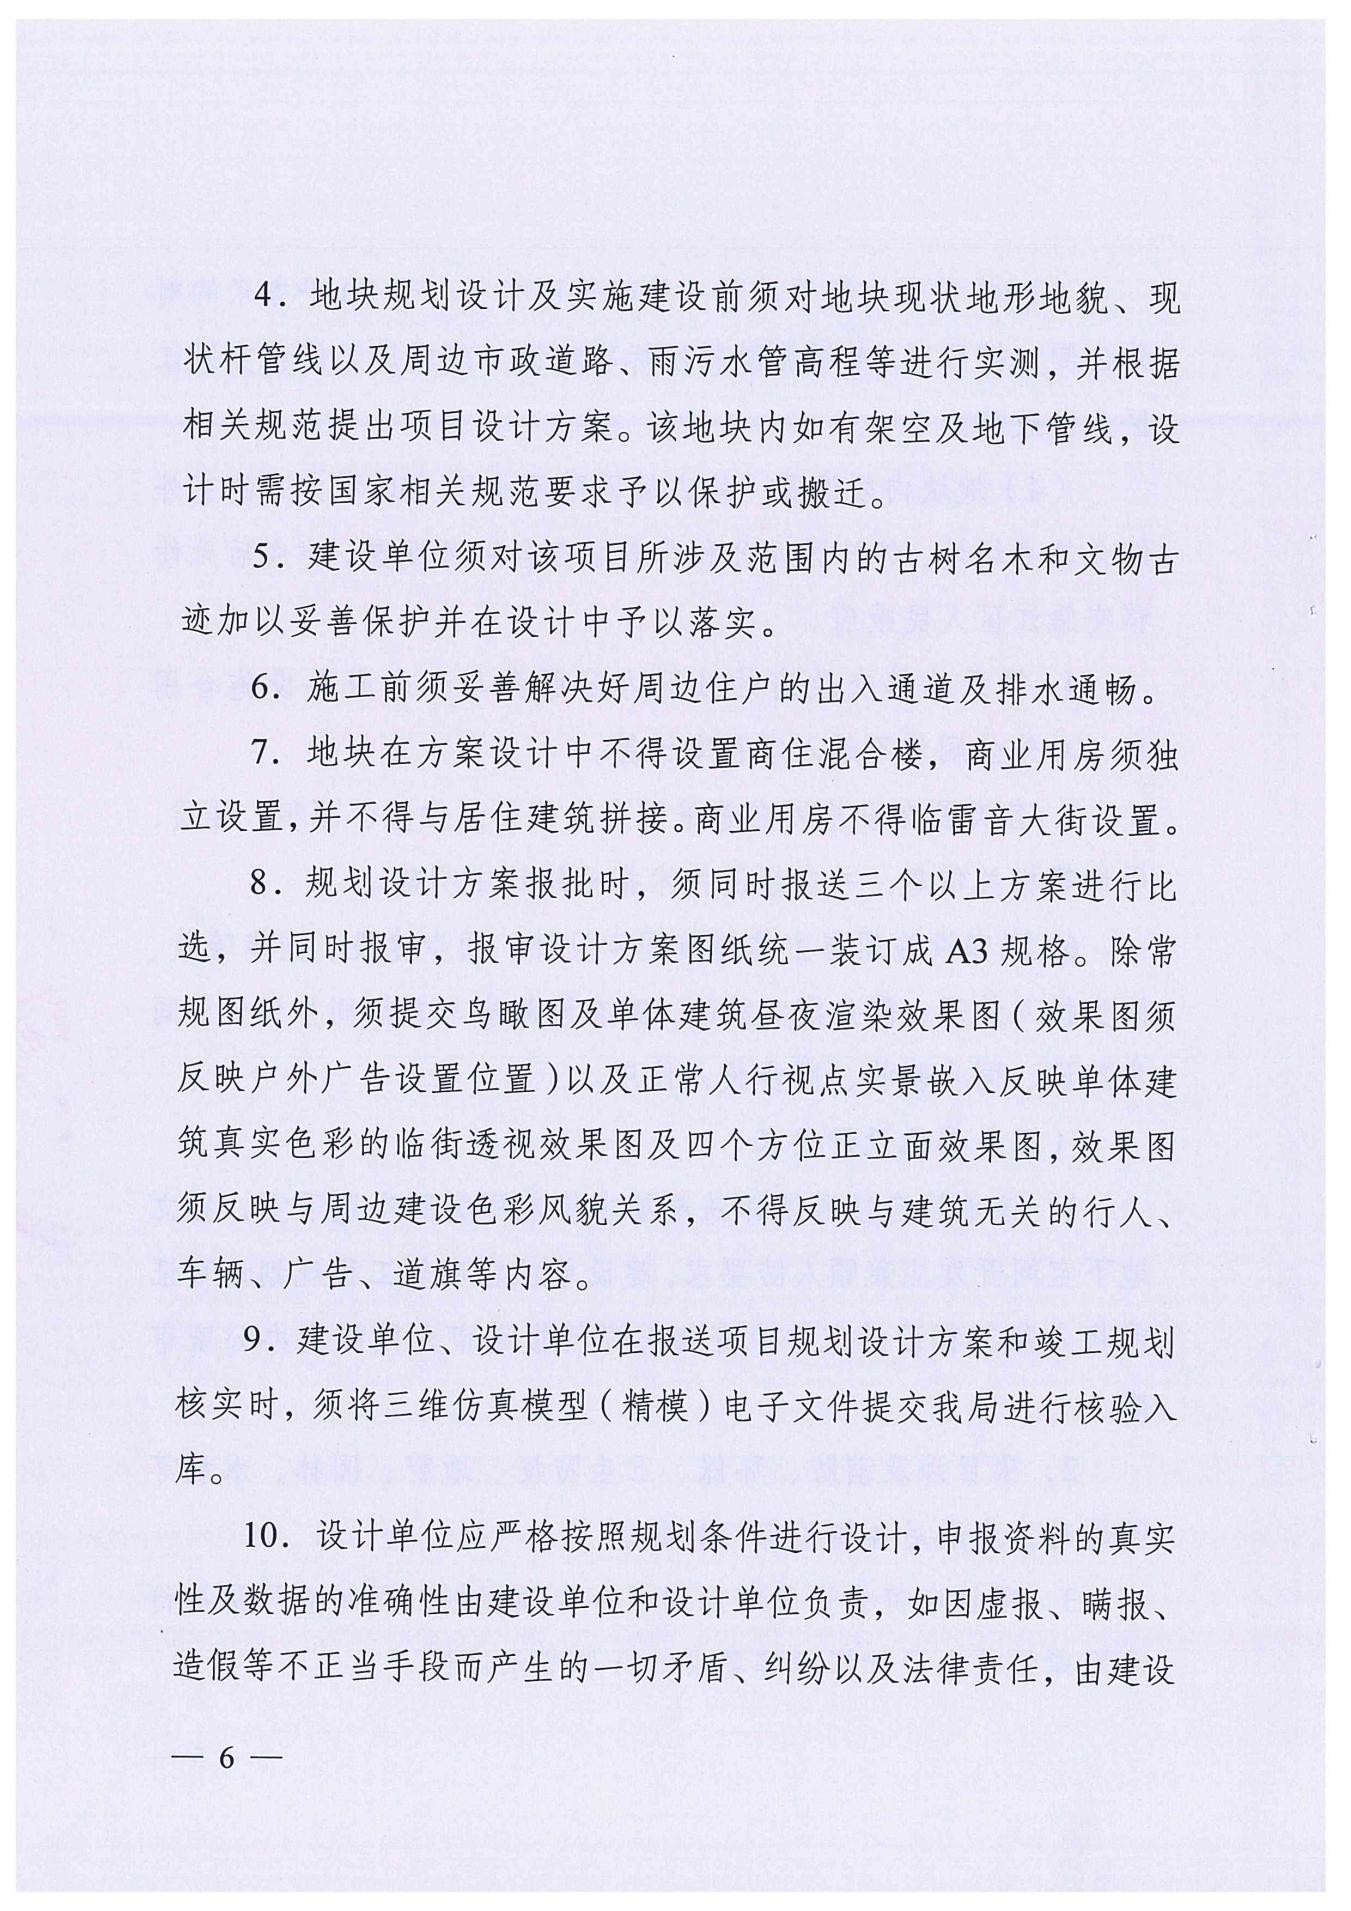 4．地块规划设计及实施建设前须对地块现状地形地貌、现
状杆管线以及周边市政道路、雨污水管高程等进行实测，并根据
相关规范提出项目设计方案。该地块内如有架空及地下管线，设
计时需按国家相关规范要求予以保护或搬迁。
5．建设单位须对该项目所涉及范围内的古树名木和文物古
迹加以妥善保护并在设计中予以落实。
6．施工前须妥善解决好周边住户的出入通道及排水通畅。
7．地块在方案设计中不得设置商住混合楼，商业用房须独
立设置，并不得与居住建筑拼接。商业用房不得临雷音大街设置。
8．规划设计方案报批时，须同时报送三个以上方案进行比
选，并同时报审，报审设计方案图纸统一装订成 A3 规格。除常
规图纸外，须提交鸟瞰图及单体建筑昼夜渲染效果图（效果图须
反映户外广告设置位置）以及正常人行视点实景嵌入反映单体建
筑真实色彩的临街透视效果图及四个方位正立面效果图，效果图
须反映与周边建设色彩风貌关系，不得反映与建筑无关的行人、
车辆、广告、道旗等内容。
9．建设单位、设计单位在报送项目规划设计方案和竣工规划
核实时，须将三维仿真模型（精模）电子文件提交我局进行核验入
库。
10．设计单位应严格按照规划条件进行设计，申报资料的真实
性及数据的准确性由建设单位和设计单位负责，如因虚报、瞒报、
造假等不正当手段而产生的一切矛盾、纠纷以及法律责任，由建设
— 6 —